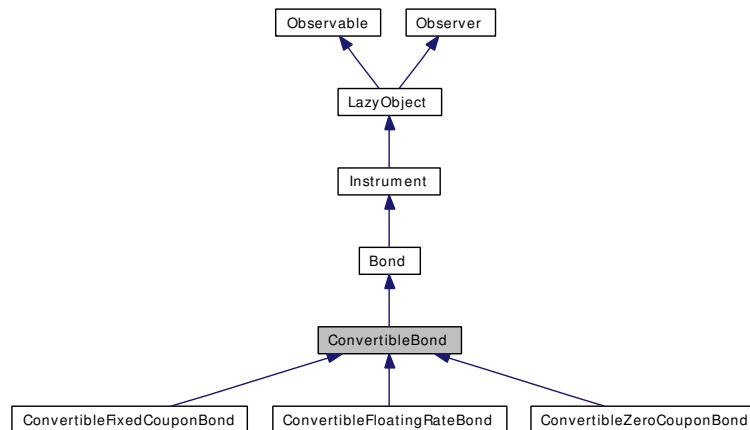 Observable
Observer
LazyObject
Instrument
Bond
ConvertibleBond
ConvertibleFixedCouponBond
ConvertibleFloatingRateBond
ConvertibleZeroCouponBond